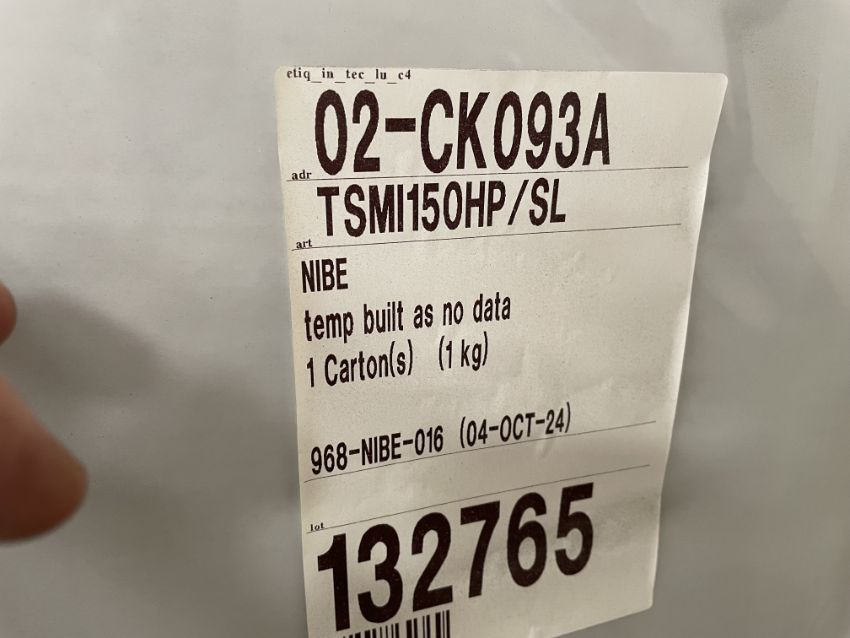 etiq_in_tec_lu_c4
02-CK093A
adr
TSMI150HP/SL
art
NIBE
temp built as no data
1 Carton(s) (1 kg)
968-NIBE-016 (04-OCT-24)
lot
132765